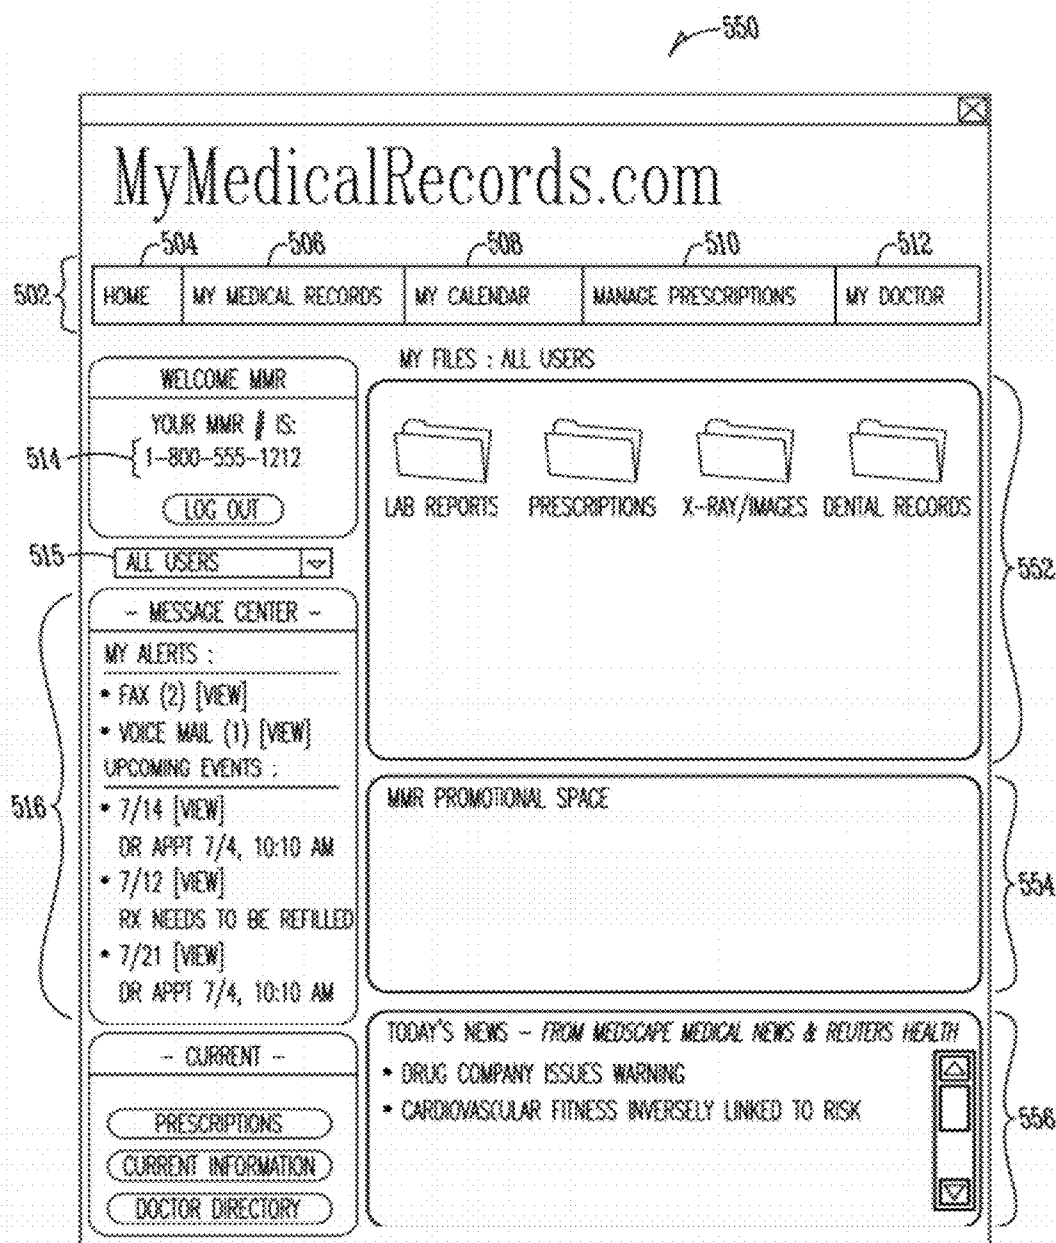 550
MyMedicalRecords.com
504 506 508 510 512
502
HOME MY MEDICAL RECORDS MY CALENDAR MANAGE PRESCRIPTIONS MY DOCTOR
WELCOME MMR
YOUR MMR # IS:
514
1-800-555-1212
LOG OUT
515
ALL USERS
516
- MESSAGE CENTER -
MY ALERTS :
• FAX (2) [VIEW]
• VOICE MAIL (1) [VIEW]
UPCOMING EVENTS :
• 7/14 [VIEW]
DR APPT 7/4, 10:10 AM
• 7/12 [VIEW]
RX NEEDS TO BE REFILLED
• 7/21 [VIEW]
DR APPT 7/4, 10:10 AM
- CURRENT -
PRESCRIPTIONS
CURRENT INFORMATION
DOCTOR DIRECTORY
MY FILES : ALL USERS
LAB REPORTS PRESCRIPTIONS X-RAY/IMAGES DENTAL RECORDS
552
MMR PROMOTIONAL SPACE
554
TODAY'S NEWS - FROM MEDSCAPE MEDICAL NEWS & REUTERS HEALTH
• DRUG COMPANY ISSUES WARNING
• CARDIOVASCULAR FITNESS INVERSELY LINKED TO RISK
556